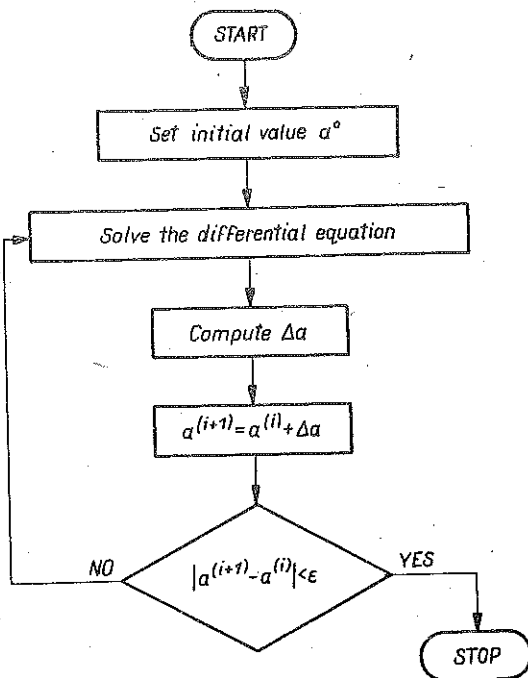 START
Set initial value a°
Solve the differential equation
Compute Δa
a^(i+1) = a^(i) + Δa
|a^(i+1) - a^(i)| < ε
NO
YES
STOP